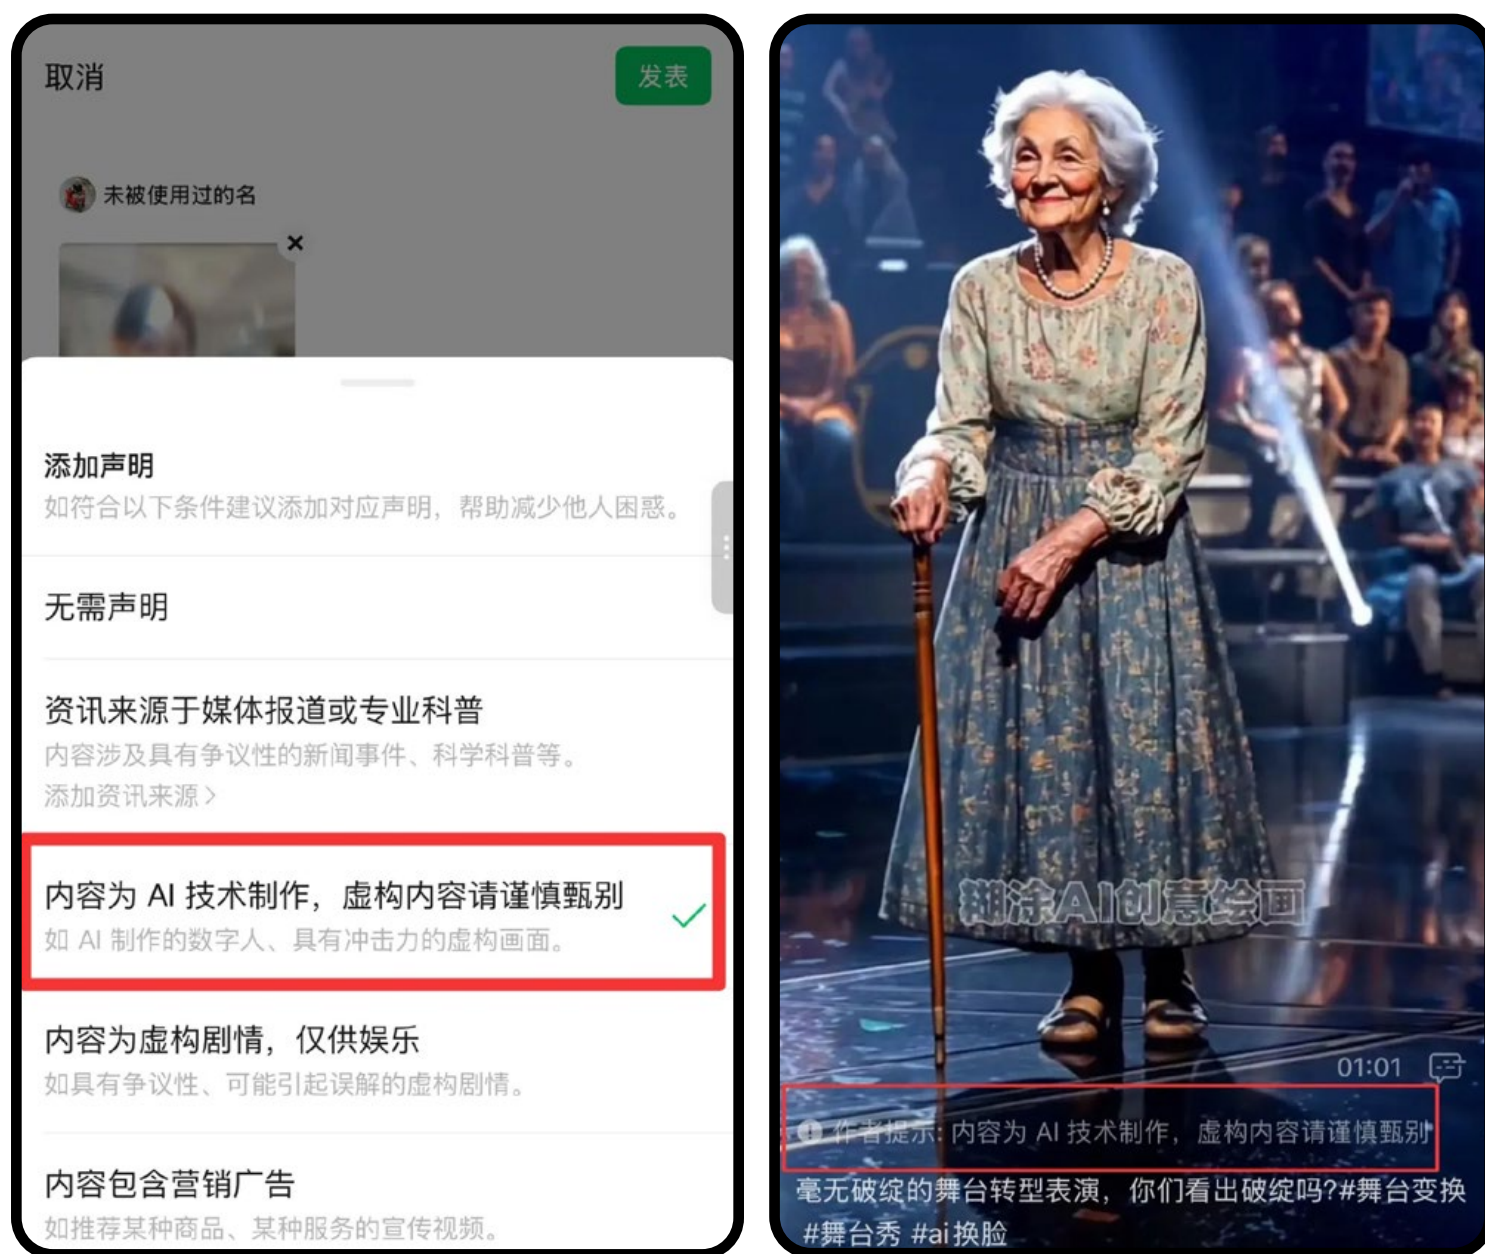 取消
发表
未被使用过的名
添加声明
如符合以下条件建议添加对应声明，帮助减少他人困惑。
无需声明
资讯来源于媒体报道或专业科普
内容涉及具有争议性的新闻事件、科学科普等。
添加资讯来源>
内容为 AI 技术制作，虚构内容请谨慎甄别
如 AI 制作的数字人、具有冲击力的虚构画面。
内容为虚构剧情，仅供娱乐
如具有争议性、可能引起误解的虚构剧情。
内容包含营销广告
如推荐某种商品、某种服务的宣传视频。
糊涂AI创意绘画
01:01
作者提示: 内容为 AI 技术制作，虚构内容请谨慎甄别
毫无破绽的舞台转型表演，你们看出破绽吗?#舞台变换
#舞台秀 #ai换脸